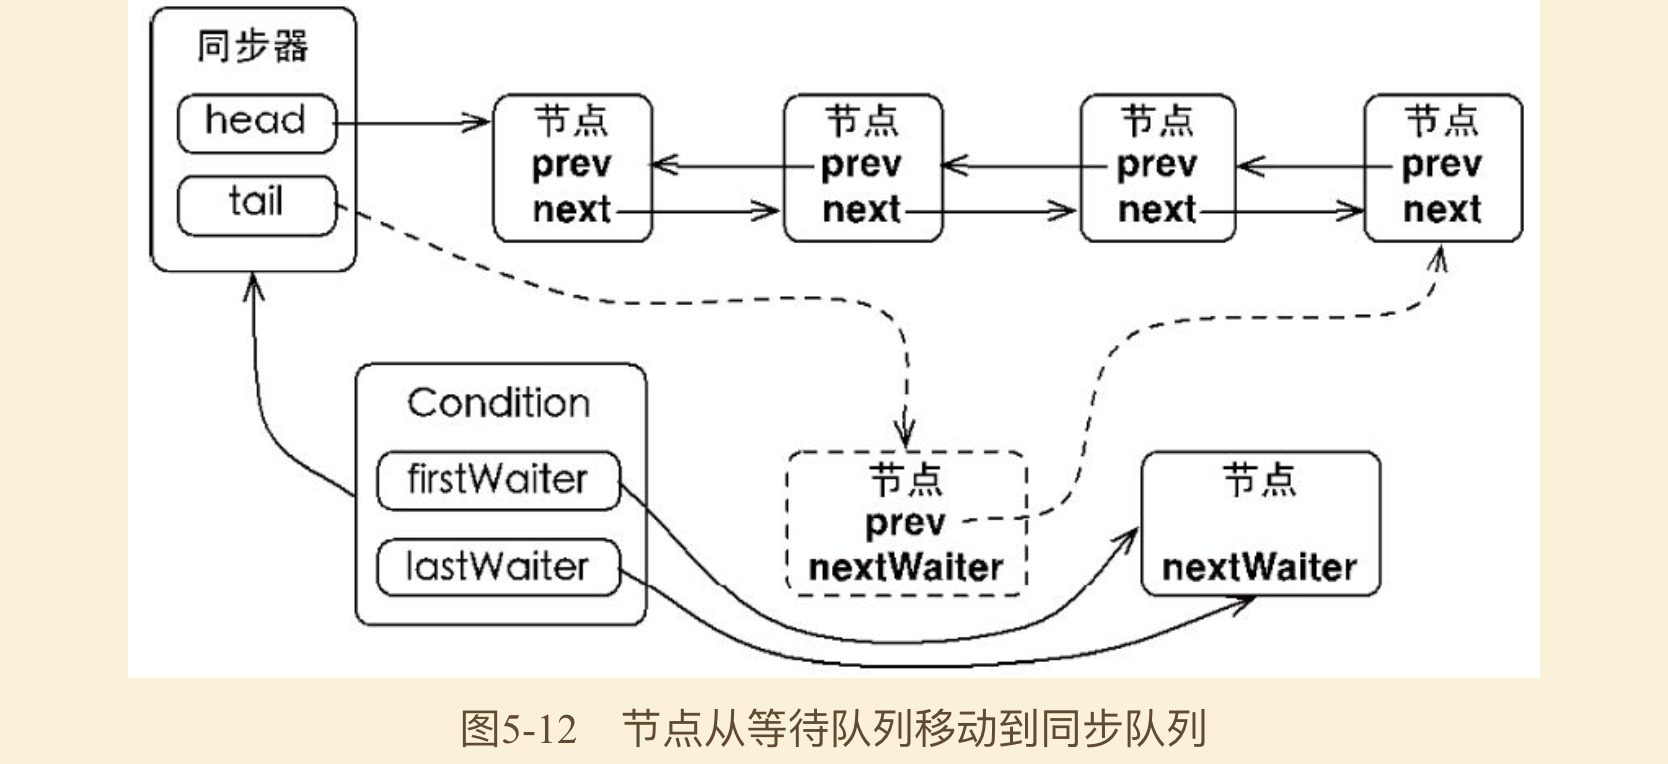 同步器
head
tail
节点
prev
next
节点
prev
next
节点
prev
next
节点
prev
next
Condition
firstWaiter
lastWaiter
节点
prev
nextWaiter
节点
nextWaiter
图5-12 节点从等待队列移动到同步队列